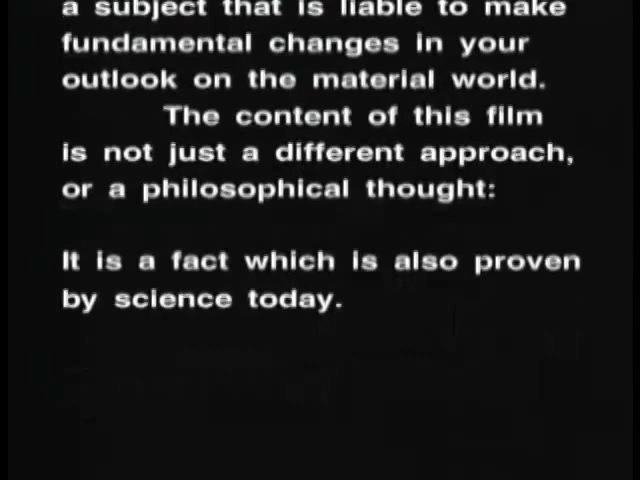 a subject that is liable to make
fundamental changes in your
outlook on the material world.
The content of this film
is not just a different approach,
or a philosophical thought:
It is a fact which is also proven
by science today.